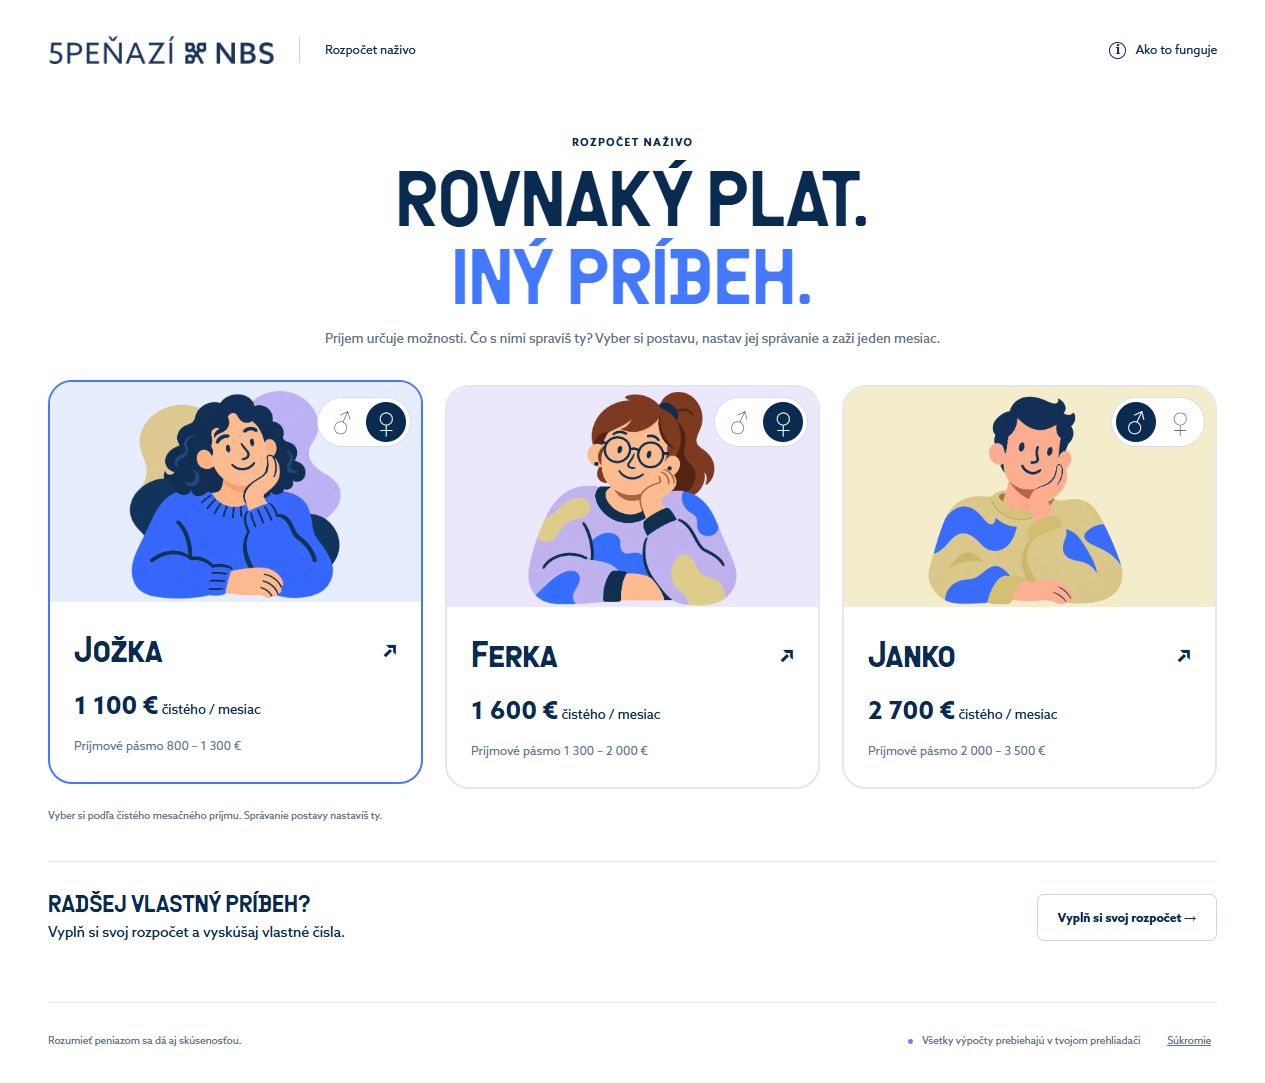 5PEŇAZÍ NBS
Rozpočet naživo
Ako to funguje
ROZPOČET NAŽIVO
ROVNAKÝ PLAT.
INÝ PRÍBEH.
Príjem určuje možnosti. Čo s nimi spravíš ty? Vyber si postavu, nastav jej správanie a zaži jeden mesiac.
JOŽKA
1 100 € čistého / mesiac
Príjmové pásmo 800 – 1 300 €
FERKA
1 600 € čistého / mesiac
Príjmové pásmo 1 300 – 2 000 €
JANKO
2 700 € čistého / mesiac
Príjmové pásmo 2 000 – 3 500 €
Vyber si podľa čistého mesačného príjmu. Správanie postavy nastavíš ty.
RADŠEJ VLASTNÝ PRÍBEH?
Vyplň si svoj rozpočet a vyskúšaj vlastné čísla.
Vyplň si svoj rozpočet →
Rozumieť peniazom sa dá aj skúsenosťou.
Všetky výpočty prebiehajú v tvojom prehliadači
Súkromie